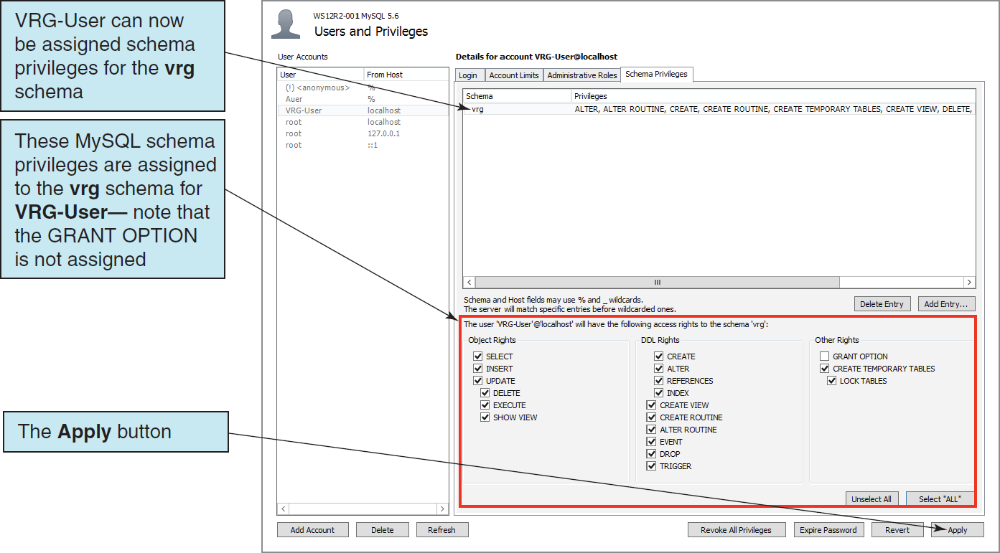 VRG-User can now
be assigned schema
privileges for the vrg
schema
These MySQL schema
privileges are assigned
to the vrg schema for
VRG-User— note that
the GRANT OPTION
is not assigned
The Apply button
WS12R2-001 MySQL 5.6
Users and Privileges
User Accounts
User From Host
(!) <anonymous> %
Auer %
VRG-User localhost
root localhost
root 127.0.0.1
root ::1
Add Account Delete Refresh
Details for account VRG-User@localhost
Login Account Limits Administrative Roles Schema Privileges
Schema Privileges
vrg ALTER, ALTER ROUTINE, CREATE, CREATE ROUTINE, CREATE TEMPORARY TABLES, CREATE VIEW, DELETE,
Schema and Host fields may use % and _ wildcards.
The server will match specific entries before wildcarded ones.
Delete Entry Add Entry...
The user 'VRG-User'@'localhost' will have the following access rights to the schema 'vrg':
Object Rights
SELECT
INSERT
UPDATE
DELETE
EXECUTE
SHOW VIEW
DDL Rights
CREATE
ALTER
REFERENCES
INDEX
CREATE VIEW
CREATE ROUTINE
ALTER ROUTINE
EVENT
DROP
TRIGGER
Other Rights
GRANT OPTION
CREATE TEMPORARY TABLES
LOCK TABLES
Unselect All Select "ALL"
Revoke All Privileges Expire Password Revert Apply